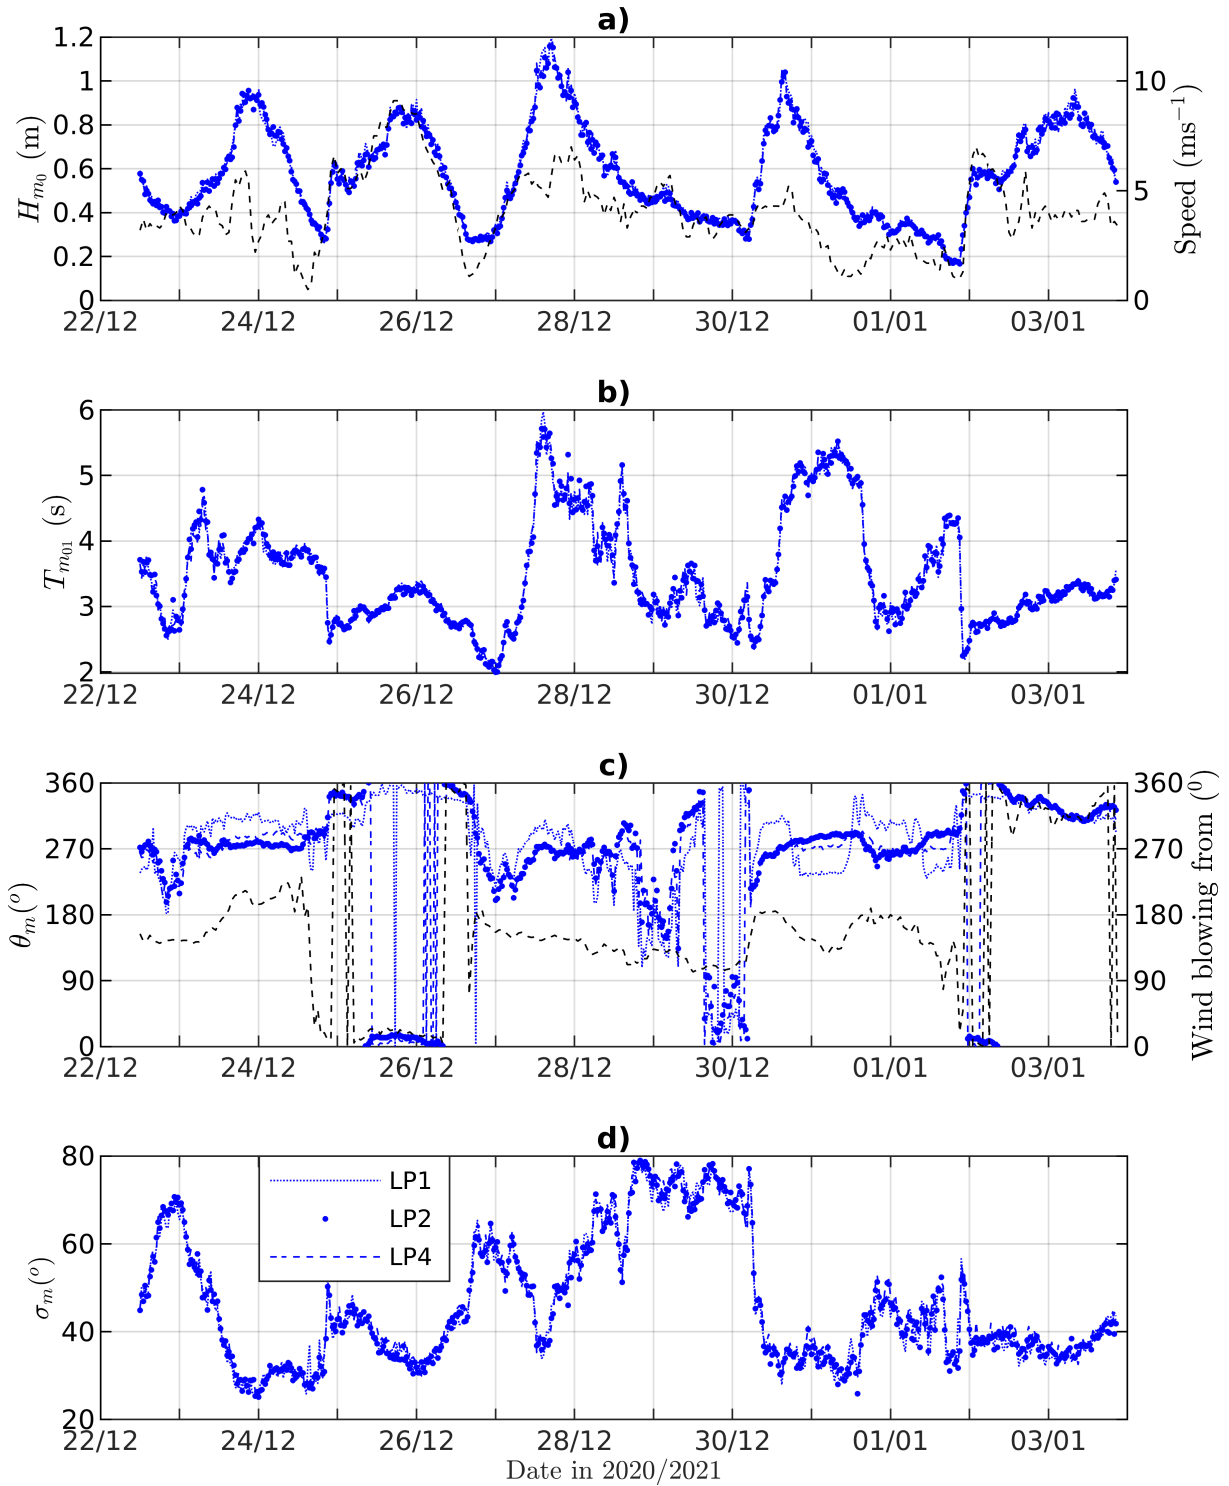 a)
1.2
1
0.8
0.6
0.4
0.2
0
H_{m_0} (m)
10
5
0
Speed (ms^{-1})
22/12 24/12 26/12 28/12 30/12 01/01 03/01
b)
6
5
4
3
2
T_{m_{01}} (s)
22/12 24/12 26/12 28/12 30/12 01/01 03/01
c)
360
270
180
90
0
θ_m(^o)
360
270
180
90
0
Wind blowing from (^0)
22/12 24/12 26/12 28/12 30/12 01/01 03/01
d)
80
60
40
20
σ_m(^o)
LP1
LP2
LP4
22/12 24/12 26/12 28/12 30/12 01/01 03/01
Date in 2020/2021